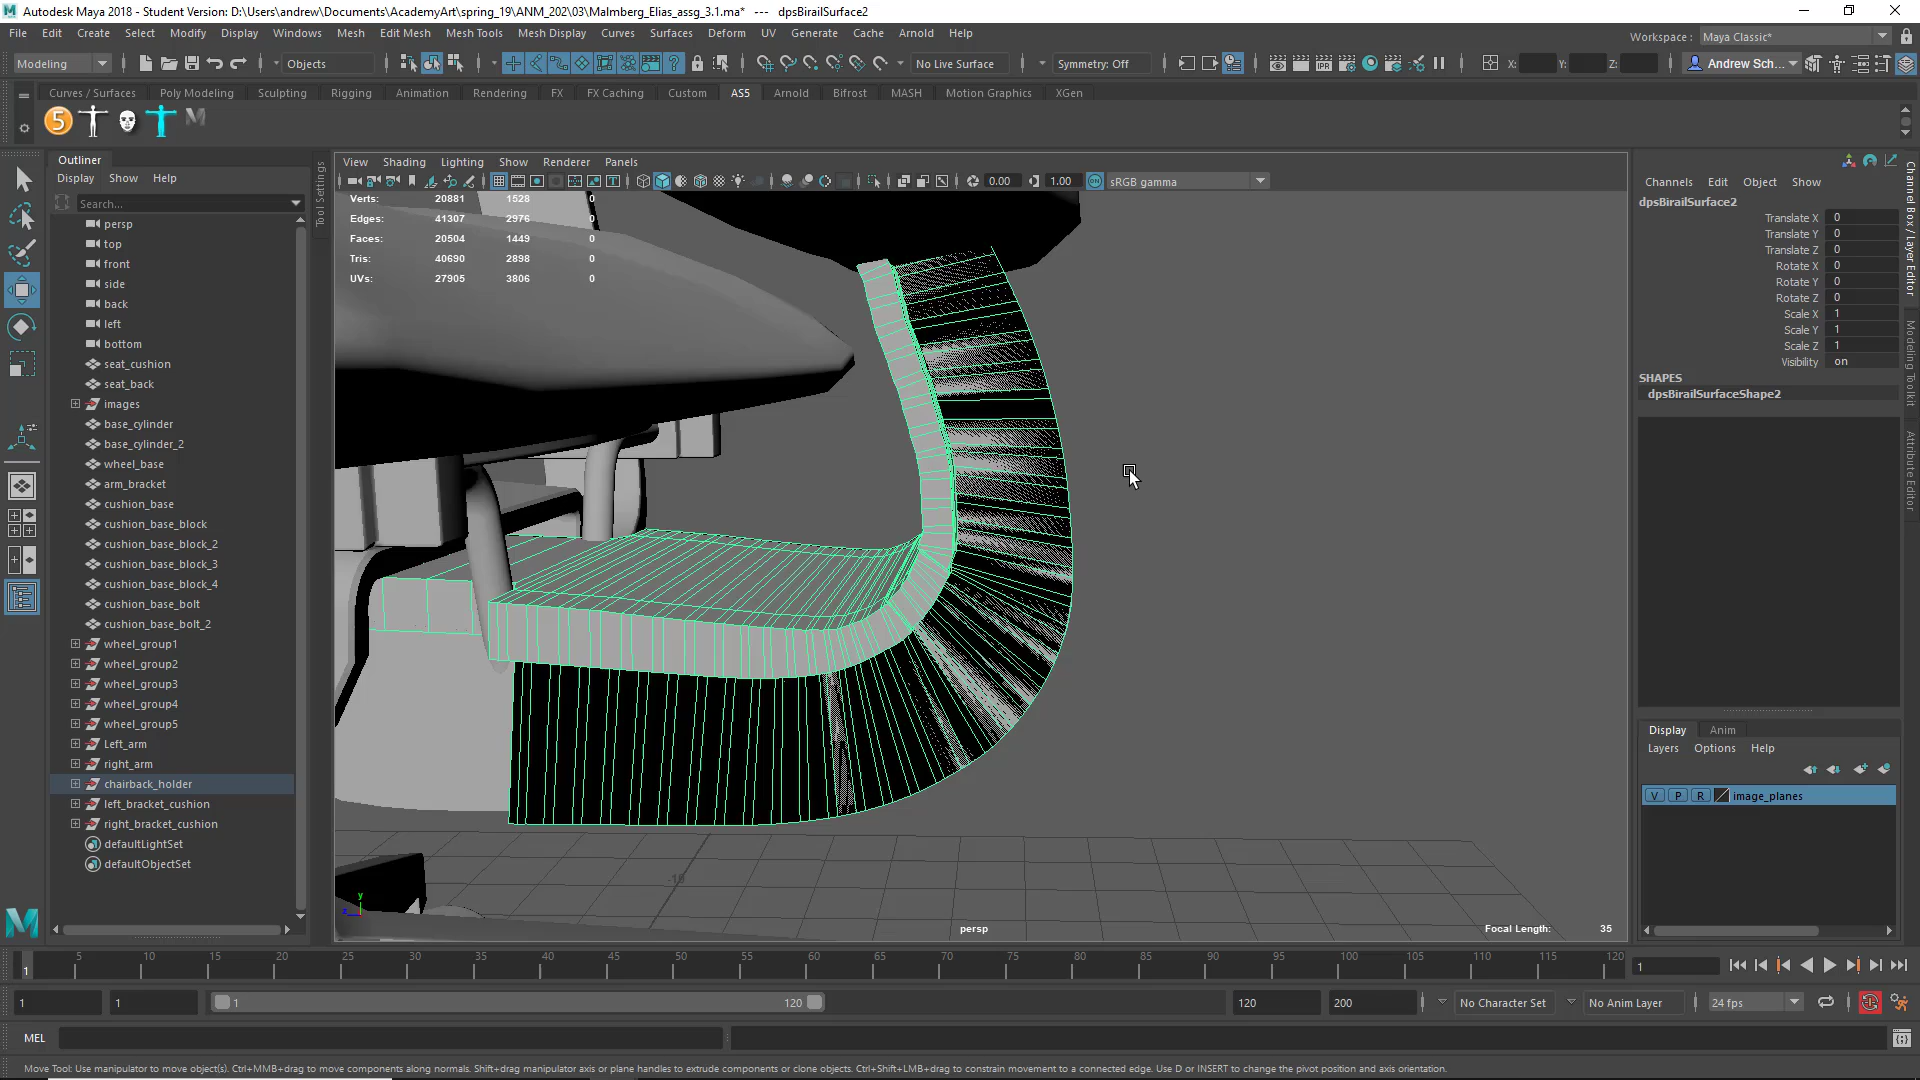 Autodesk Maya 2018 - Student Version: D:\Users\andrew\Documents\AcademyArt\spring_19\ANM_202\03\Malmberg_Elias_assg_3.1.ma* --- dpsBirailSurface2
File Edit Create Select Modify Display Windows Mesh Edit Mesh Mesh Tools Mesh Display Curves Surfaces Deform UV Generate Cache Arnold Help
Workspace : Maya Classic*
Modeling Objects No Live Surface Symmetry: Off X: Y: Z: Andrew Sch...
Curves / Surfaces Poly Modeling Sculpting Rigging Animation Rendering FX FX Caching Custom AS5 Arnold Bifrost MASH Motion Graphics XGen
5
Outliner
Display Show Help
Search...
persp
top
front
side
back
left
bottom
seat_cushion
seat_back
images
base_cylinder
base_cylinder_2
wheel_base
arm_bracket
cushion_base
cushion_base_block
cushion_base_block_2
cushion_base_block_3
cushion_base_block_4
cushion_base_bolt
cushion_base_bolt_2
wheel_group1
wheel_group2
wheel_group3
wheel_group4
wheel_group5
Left_arm
right_arm
chairback_holder
left_bracket_cushion
right_bracket_cushion
defaultLightSet
defaultObjectSet
Tool Settings
View Shading Lighting Show Renderer Panels
IPR
0.00 1.00 ON sRGB gamma
Verts: 20881 1528 0
Edges: 41307 2976 0
Faces: 20504 1449 0
Tris: 40690 2898 0
UVs: 27905 3806 0
-10
y
z
persp
Focal Length: 35
Channels Edit Object Show
dpsBirailSurface2
Translate X 0
Translate Y 0
Translate Z 0
Rotate X 0
Rotate Y 0
Rotate Z 0
Scale X 1
Scale Y 1
Scale Z 1
Visibility on
SHAPES
dpsBirailSurfaceShape2
Channel Box / Layer Editor
Modeling Toolkit
Attribute Editor
Display Anim
Layers Options Help
V P R image_planes
1 5 10 15 20 25 30 35 40 45 50 55 60 65 70 75 80 85 90 95 100 105 110 115 120
1
1 1 1 120 120 200 No Character Set No Anim Layer 24 fps
MEL
Move Tool: Use manipulator to move object(s). Ctrl+MMB+drag to move components along normals. Shift+drag manipulator axis or plane handles to extrude components or clone objects. Ctrl+Shift+LMB+drag to constrain movement to a connected edge. Use D or INSERT to change the pivot position and axis orientation.